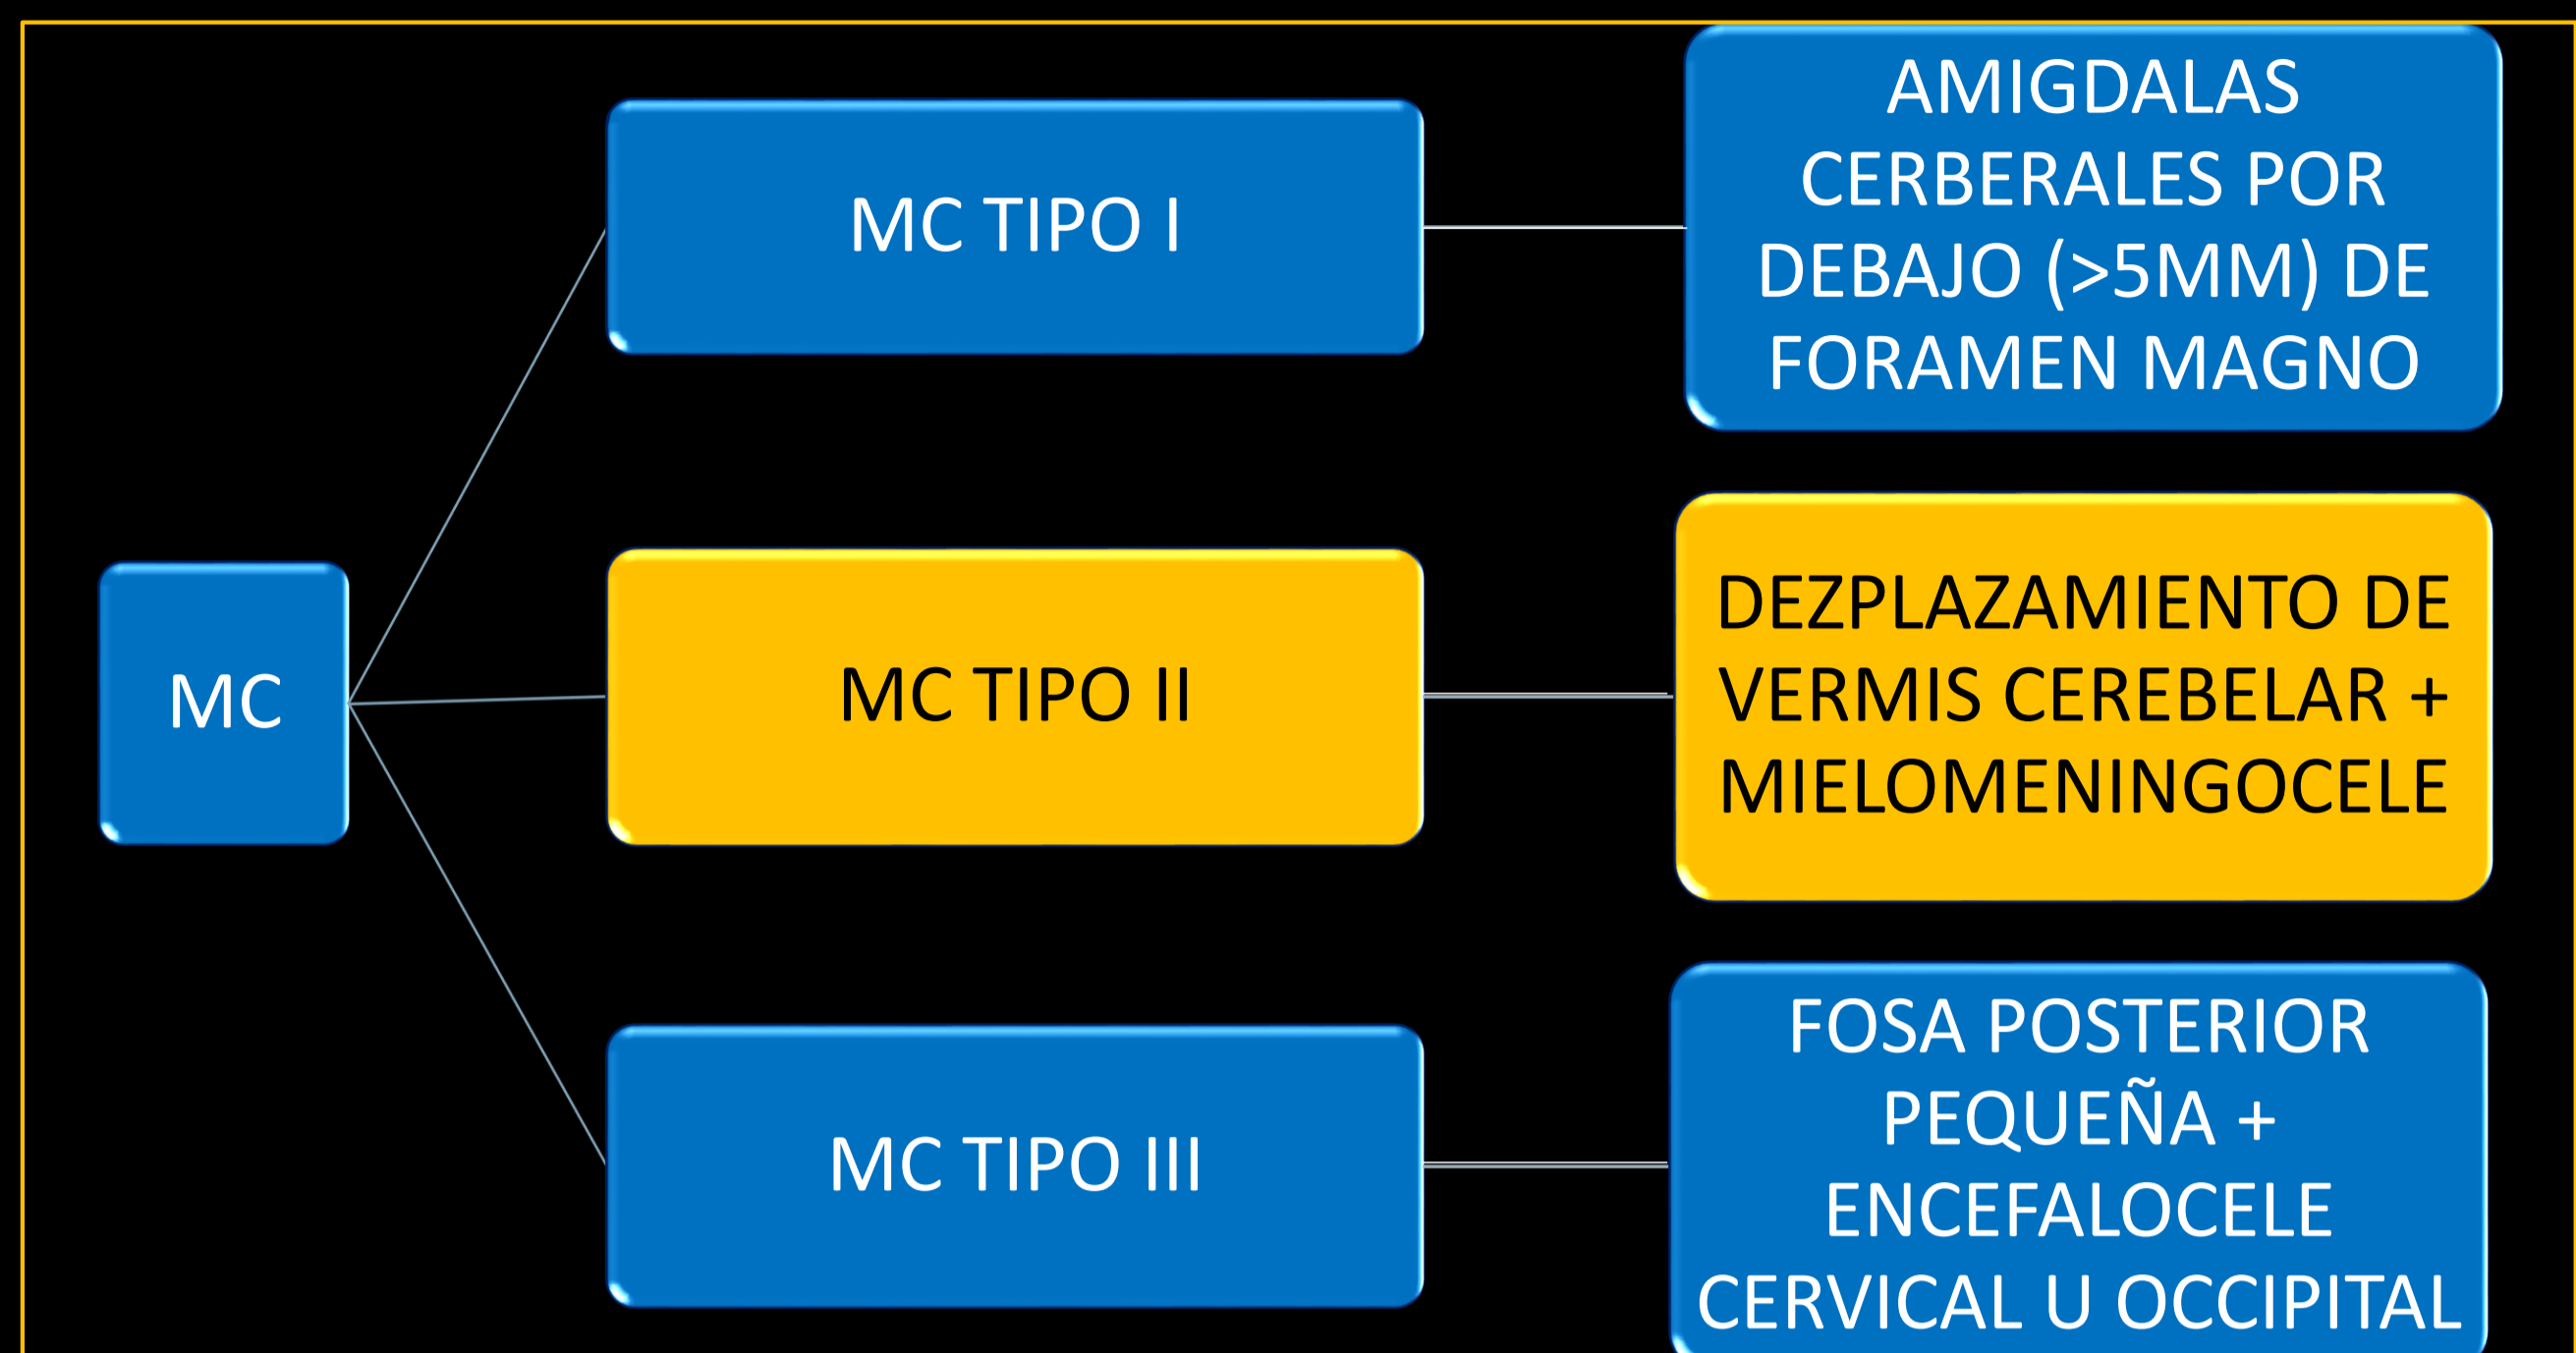 MC
MC TIPO I
AMIGDALAS
CERBERALES POR
DEBAJO (>5MM) DE
FORAMEN MAGNO
MC TIPO II
DEZPLAZAMIENTO DE
VERMIS CEREBELAR +
MIELOMENINGOCELE
MC TIPO III
FOSA POSTERIOR
PEQUEÑA +
ENCEFALOCELE
CERVICAL U OCCIPITAL